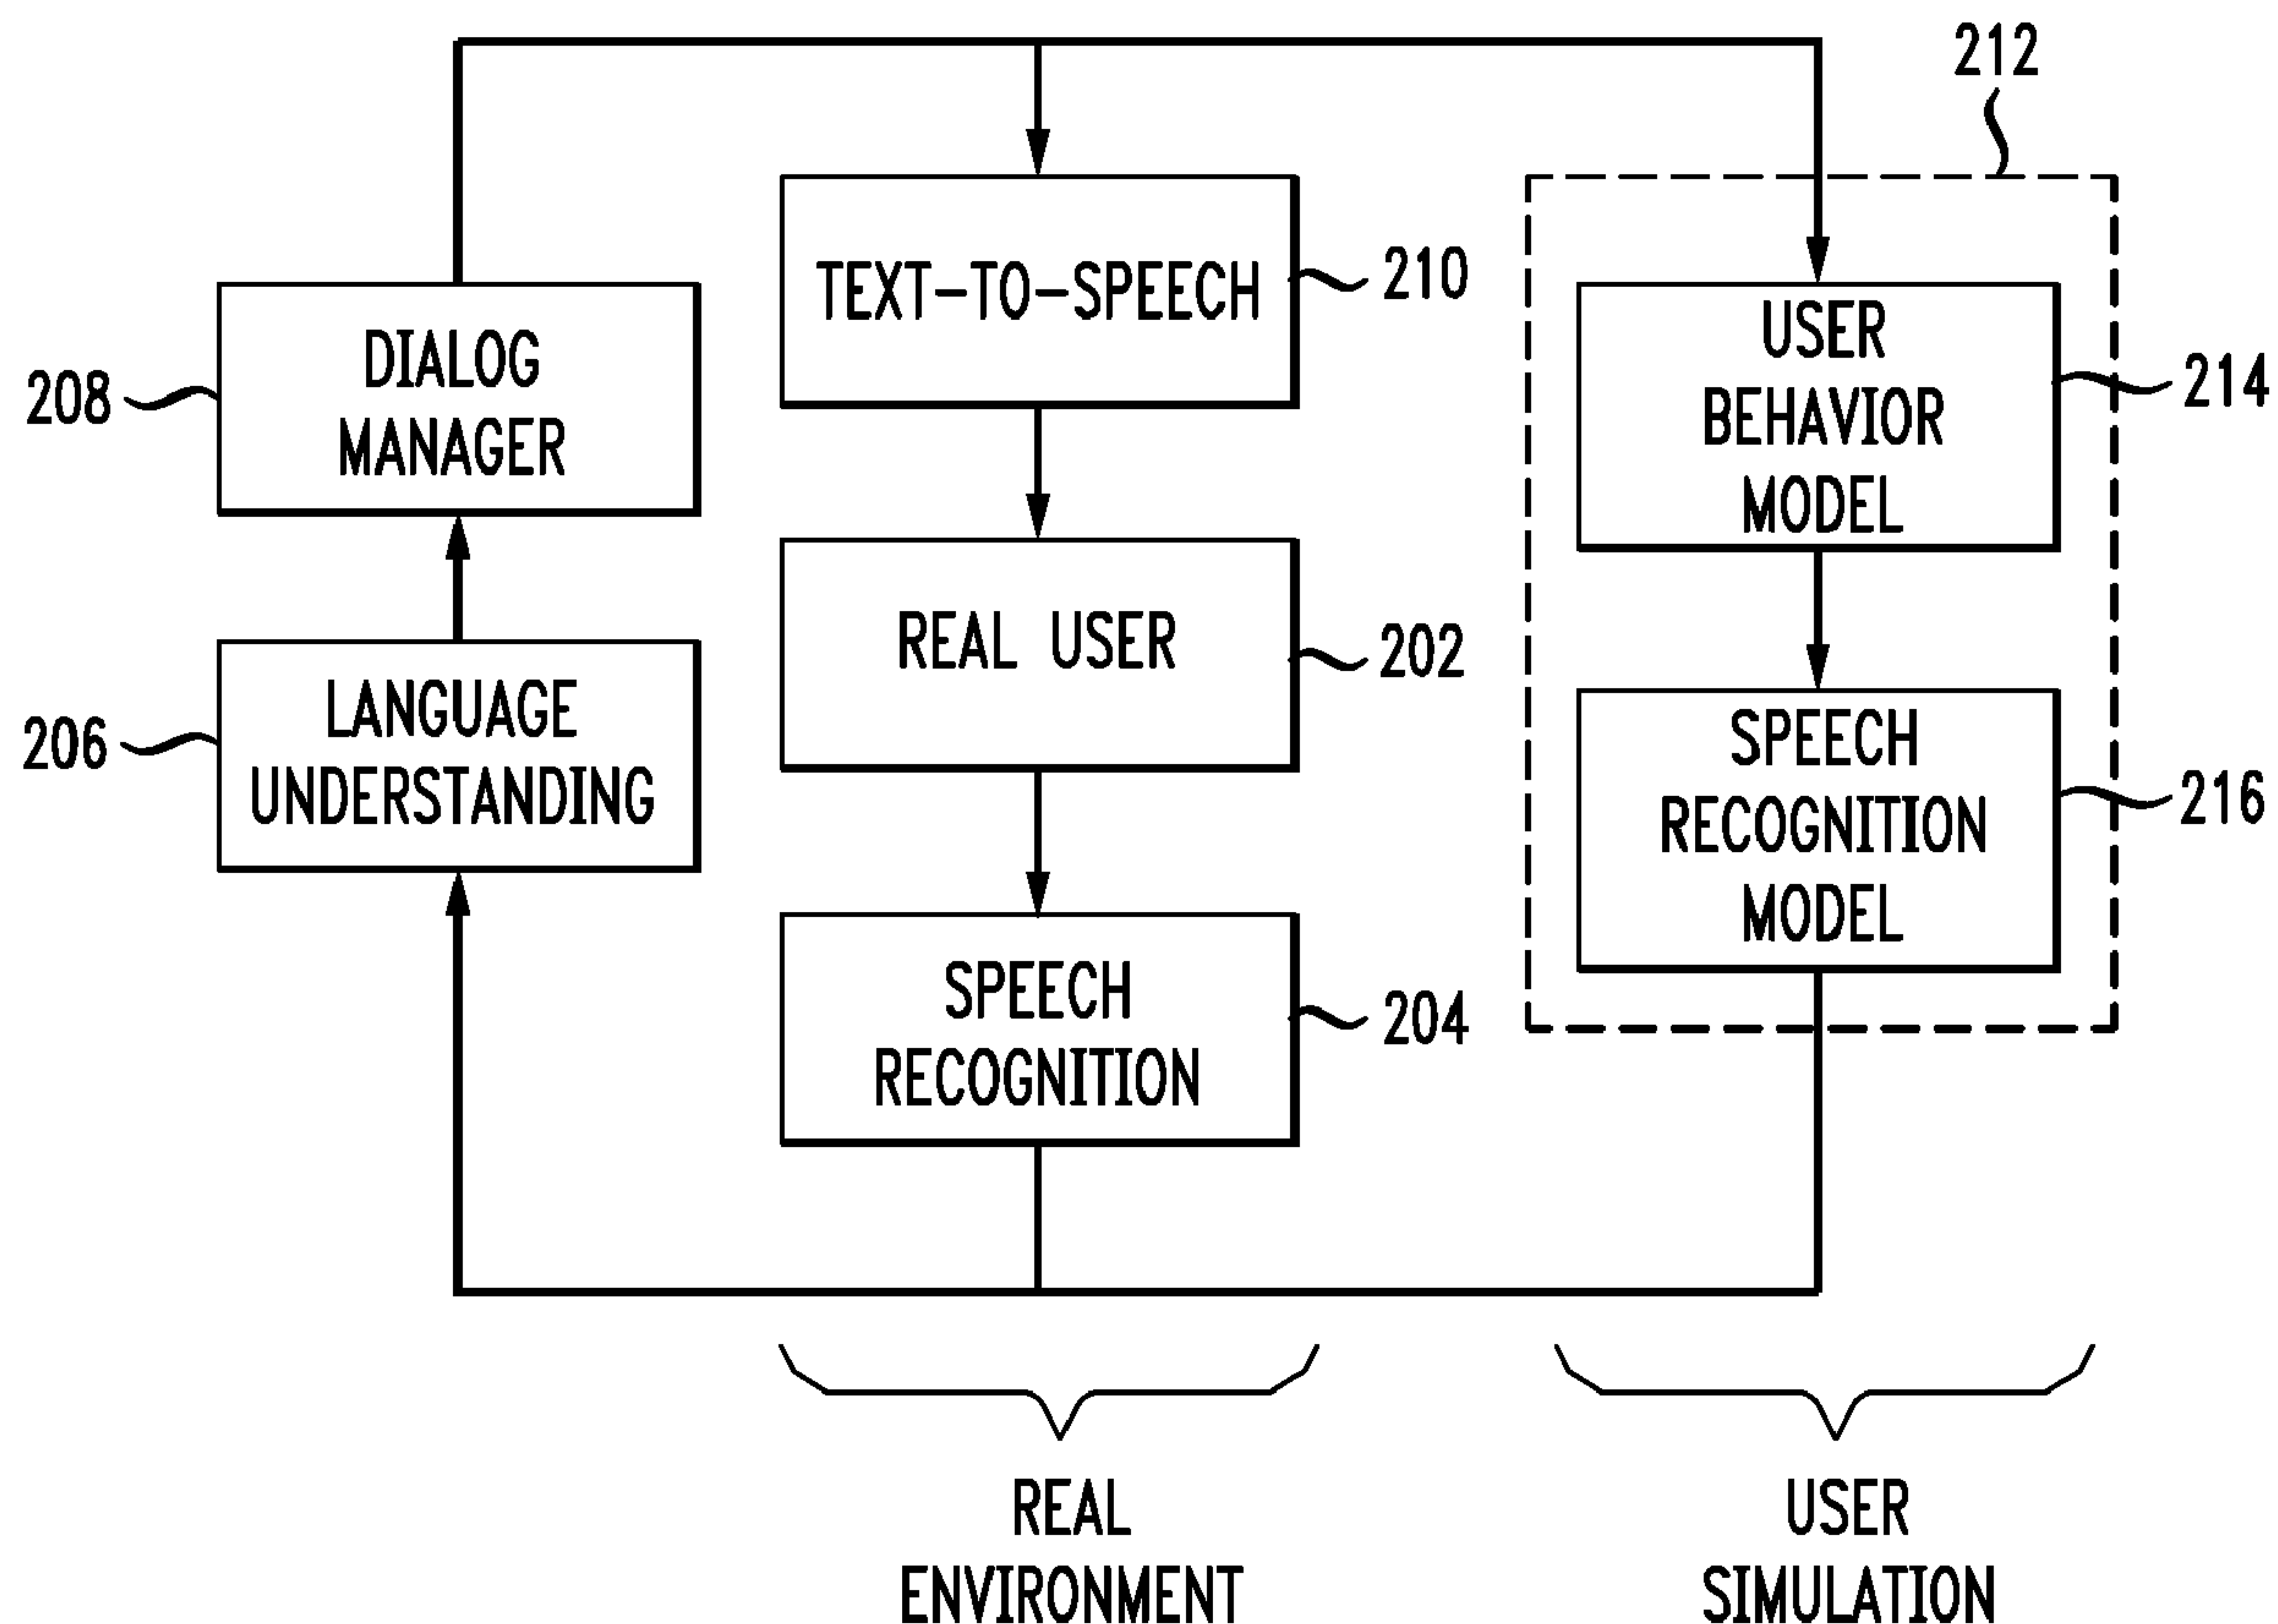 212
TEXT-TO-SPEECH
210
DIALOG
MANAGER
208
USER
BEHAVIOR
MODEL
214
REAL USER
202
LANGUAGE
UNDERSTANDING
206
SPEECH
RECOGNITION
MODEL
216
SPEECH
RECOGNITION
204
REAL
ENVIRONMENT
USER
SIMULATION